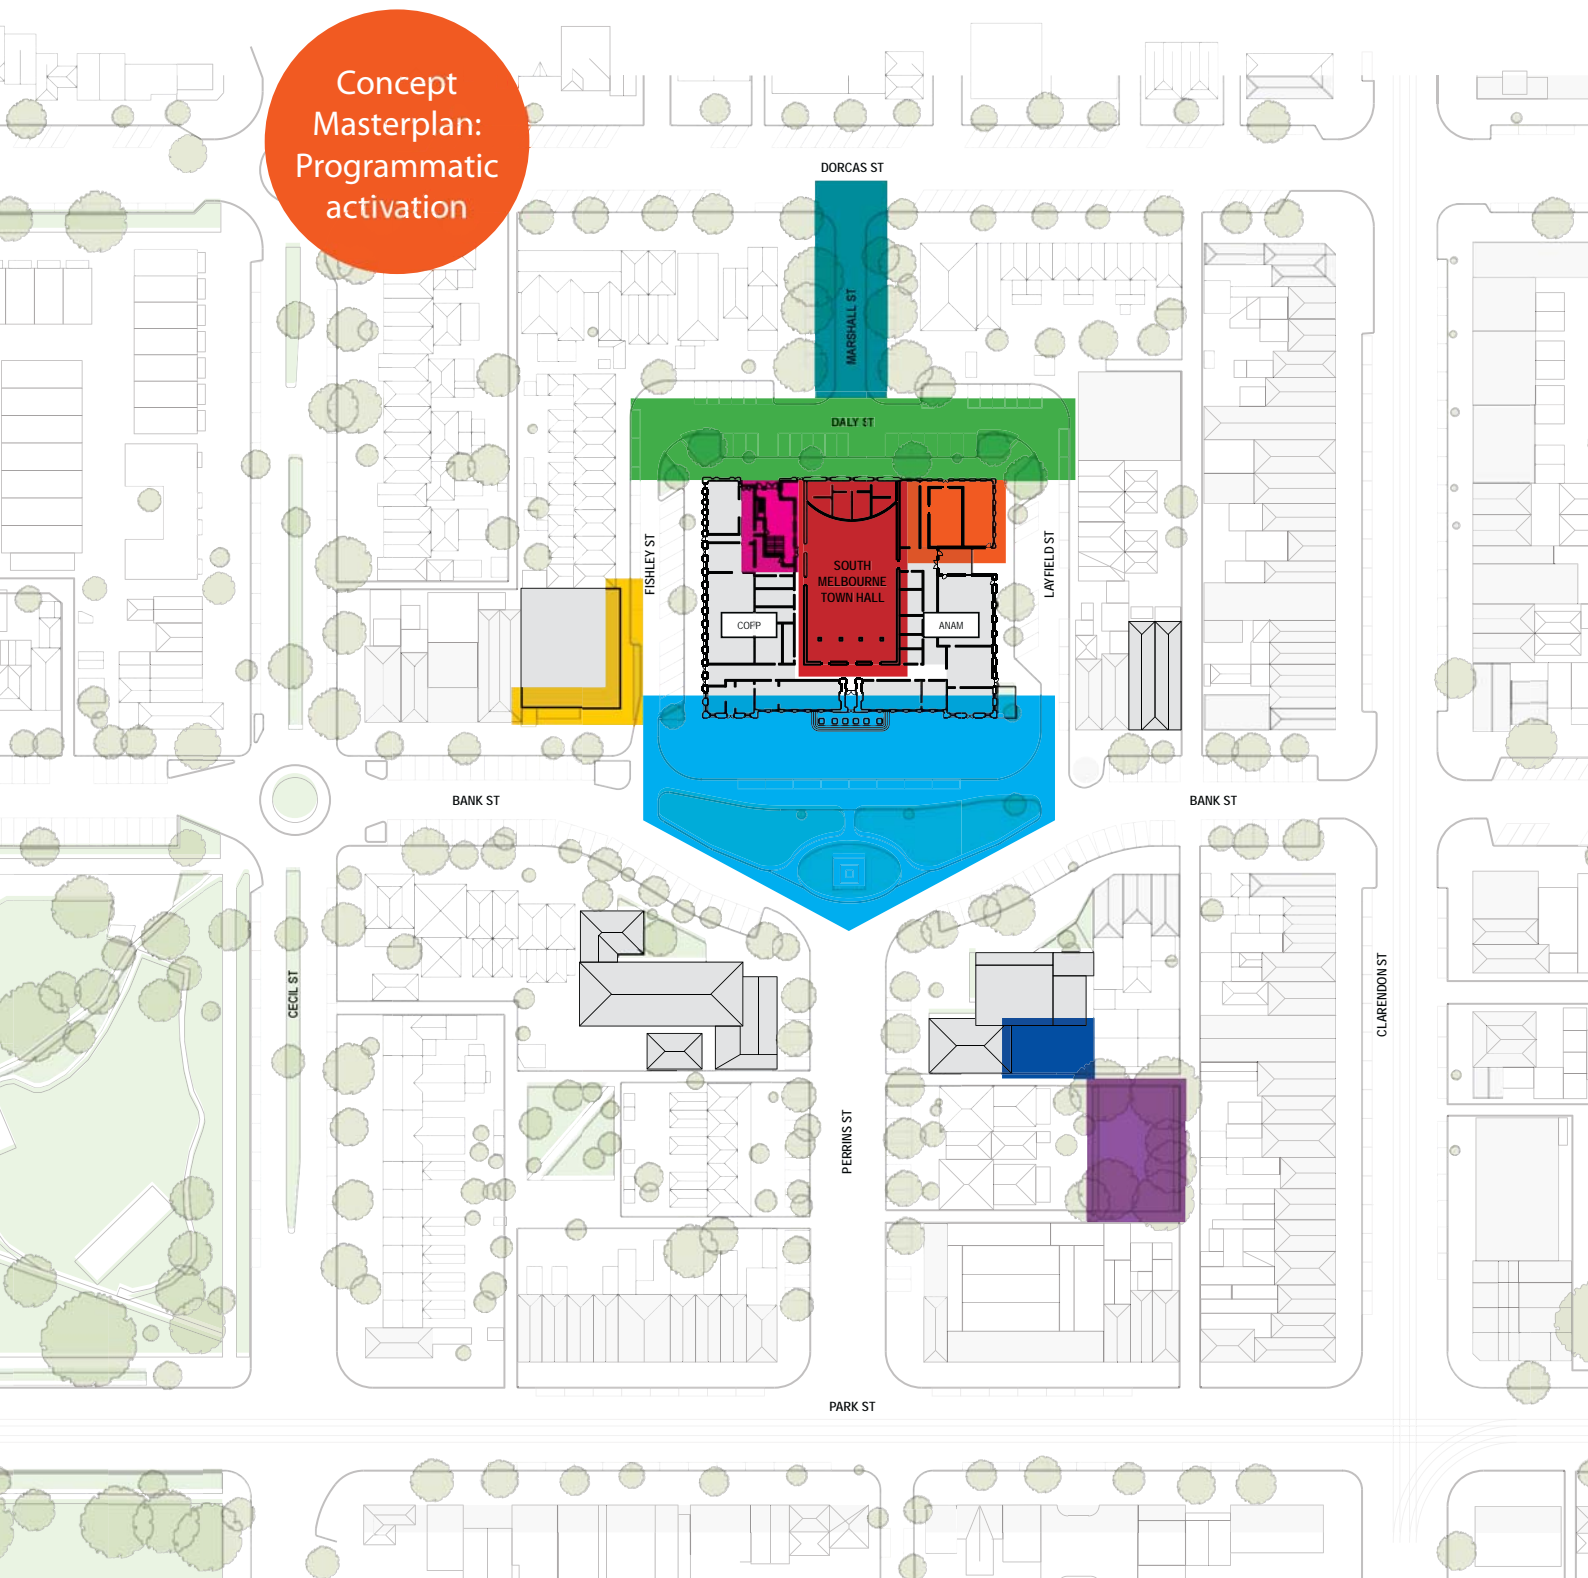 Concept
Masterplan:
Programmatic
activation
DORCAS ST
MARSHALL ST
DALY ST
FISHLEY ST
LAYFIELD ST
SOUTH
MELBOURNE
TOWN HALL
COPP
ANAM
BANK ST
BANK ST
CECIL ST
CLARENDON ST
PERRINS ST
PARK ST